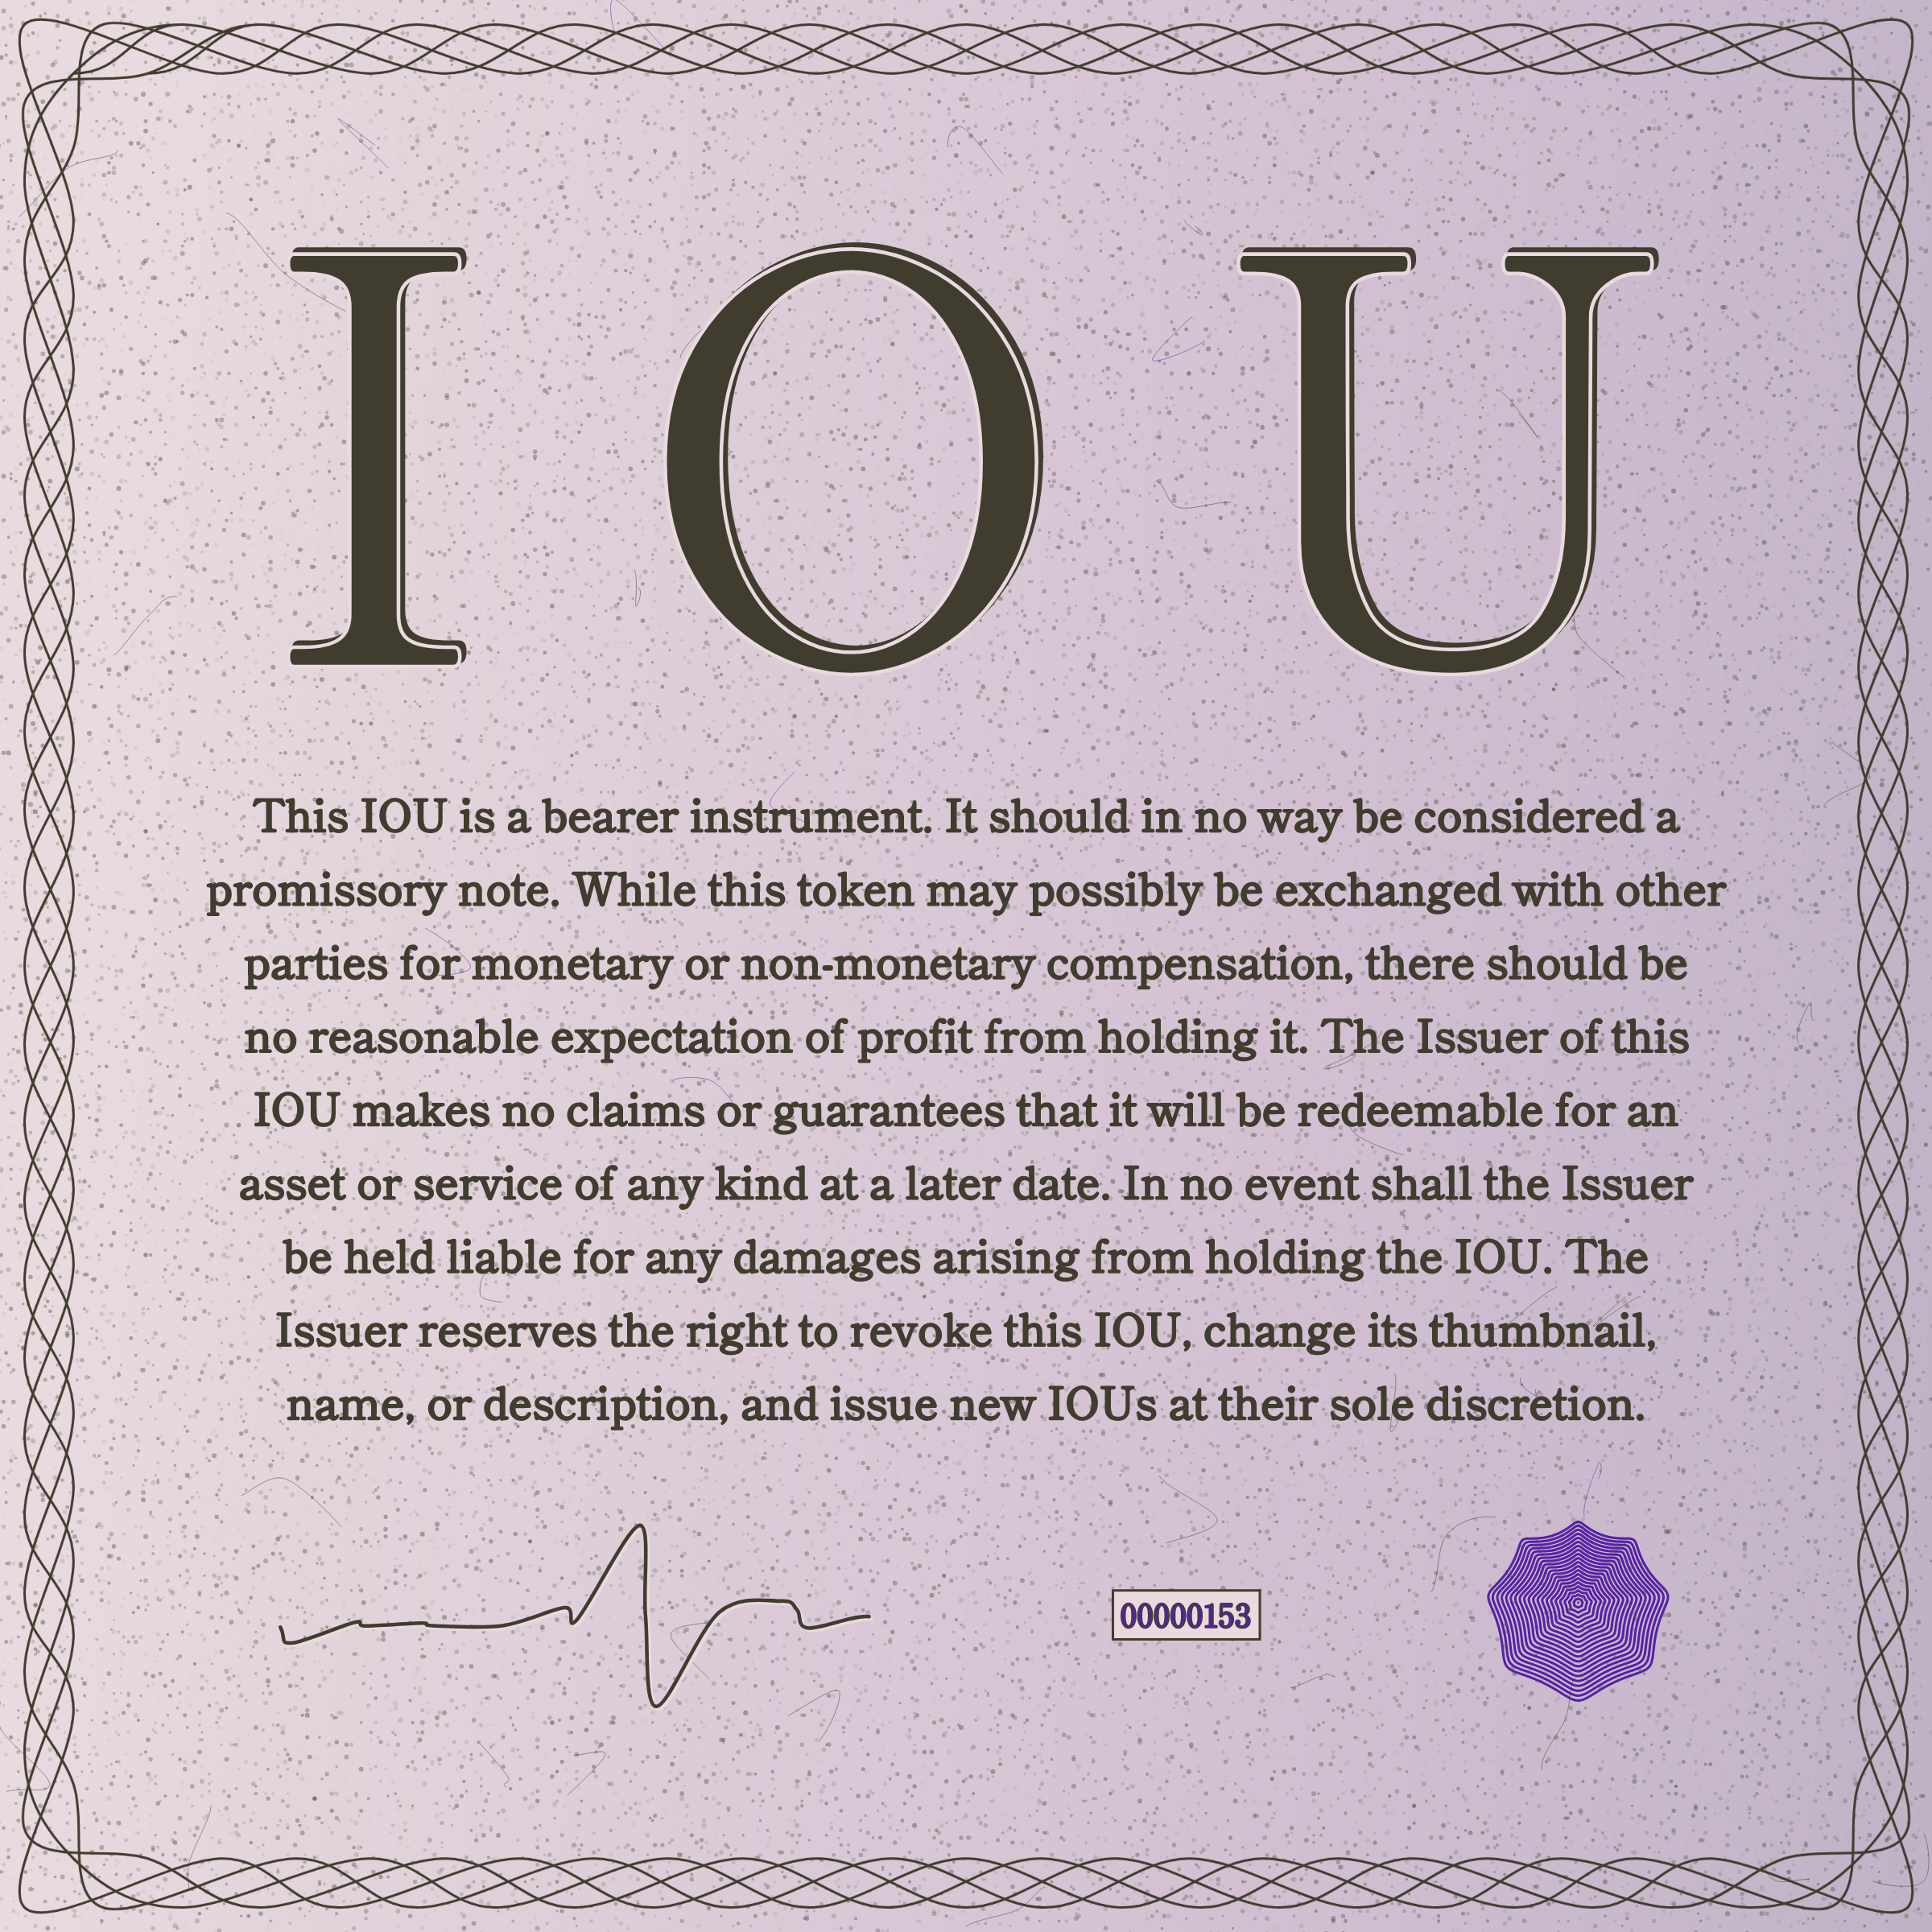 I O U
This IOU is a bearer instrument. It should in no way be considered a
promissory note. While this token may possibly be exchanged with other
parties for monetary or non-monetary compensation, there should be
no reasonable expectation of profit from holding it. The Issuer of this
IOU makes no claims or guarantees that it will be redeemable for an
asset or service of any kind at a later date. In no event shall the Issuer
be held liable for any damages arising from holding the IOU. The
Issuer reserves the right to revoke this IOU, change its thumbnail,
name, or description, and issue new IOUs at their sole discretion.
00000153